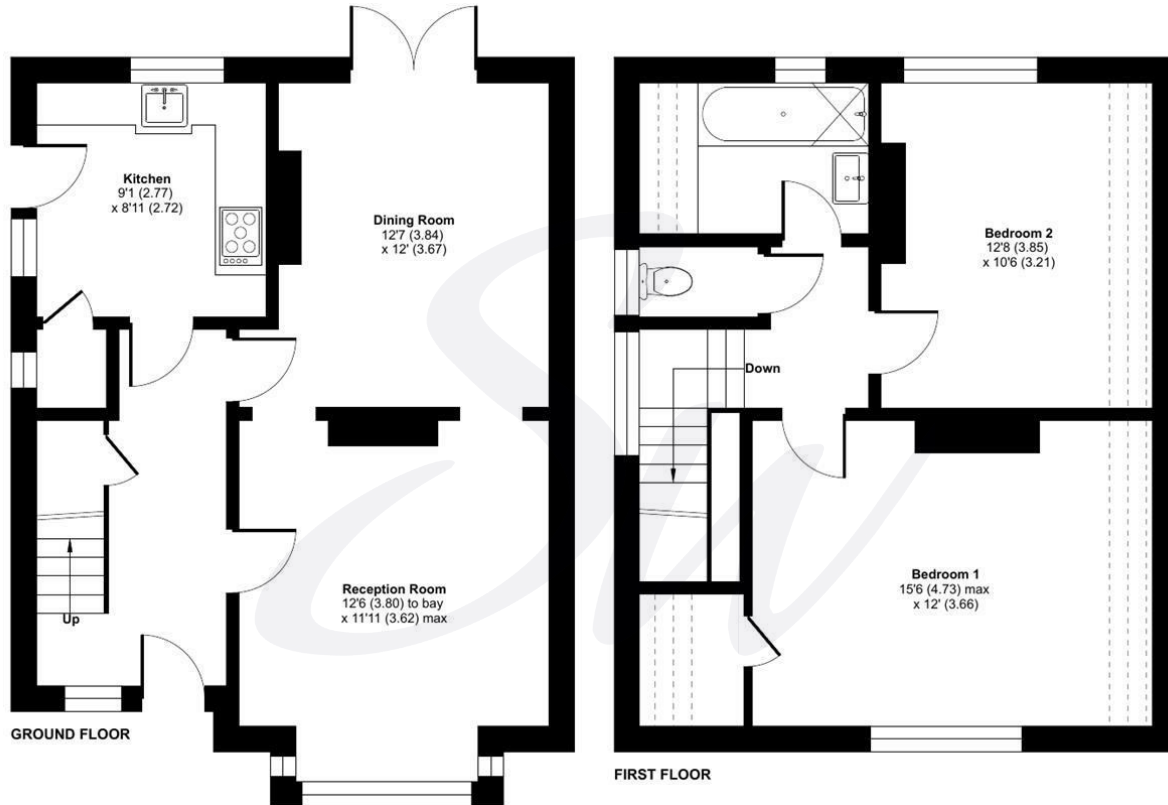 Kitchen
9'1 (2.77)
x 8'11 (2.72)
Dining Room
12'7 (3.84)
x 12' (3.67)
Reception Room
12'6 (3.80) to bay
x 11'11 (3.62) max
Up
GROUND FLOOR
Bedroom 2
12'8 (3.85)
x 10'6 (3.21)
Down
Bedroom 1
15'6 (4.73) max
x 12' (3.66)
FIRST FLOOR